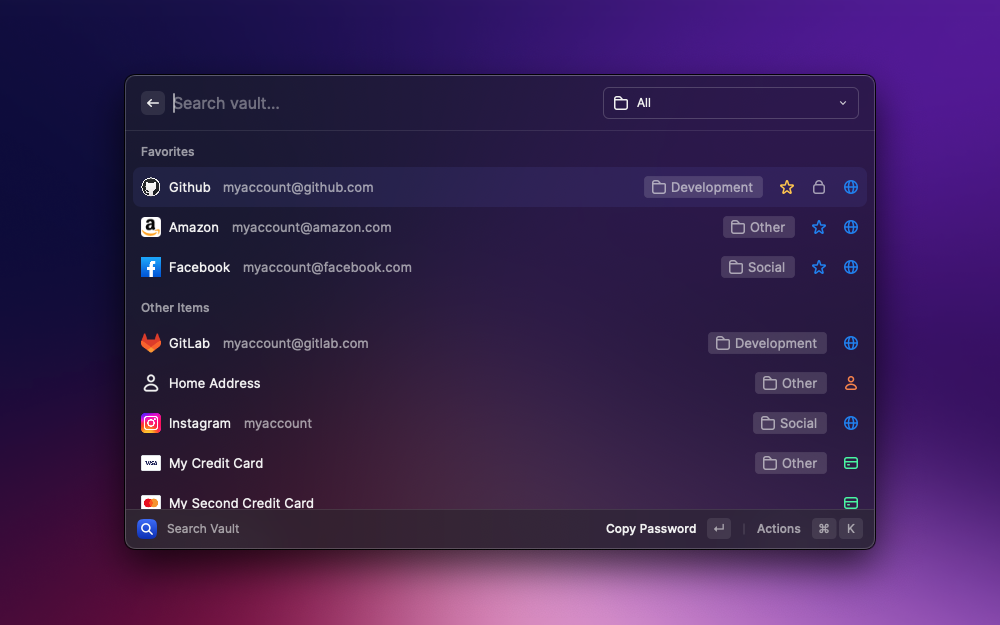 Search vault...
All
Favorites
Github myaccount@github.com Development
Amazon myaccount@amazon.com Other
Facebook myaccount@facebook.com Social
Other Items
GitLab myaccount@gitlab.com Development
Home Address Other
Instagram myaccount Social
VISA My Credit Card Other
My Second Credit Card
Search Vault Copy Password ↵ Actions ⌘ K